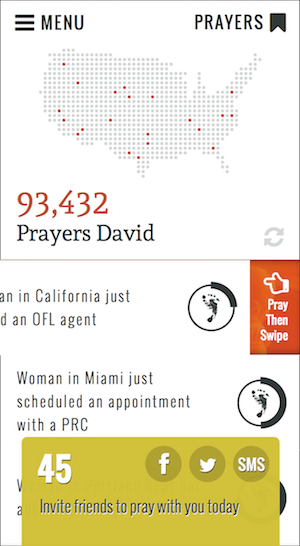 MENU
PRAYERS
93,432
Prayers David
an in California just
d an OFL agent
Pray
Then
Swipe
Woman in Miami just
scheduled an appointment
with a PRC
45
f
SMS
Invite friends to pray with you today